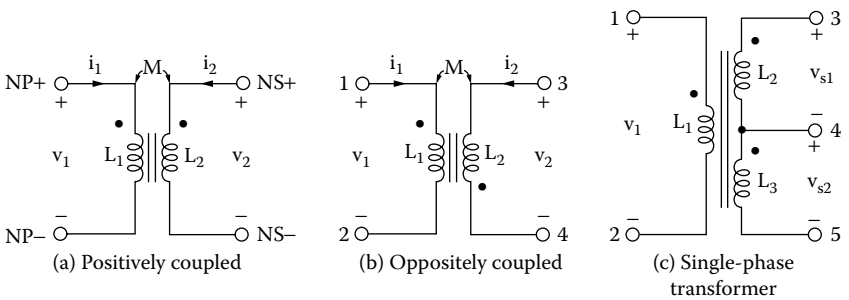 NP+ i₁ M i₂ NS+
+ +
v₁ L₁ L₂ v₂
− −
NP− NS−
(a) Positively coupled
1 i₁ M i₂ 3
+ +
v₁ L₁ L₂ v₂
− −
2 4
(b) Oppositely coupled
1 3
+ +
L₂ vₛ₁
− 4
v₁ L₁ +
L₃ vₛ₂
− −
2 5
(c) Single-phase
transformer